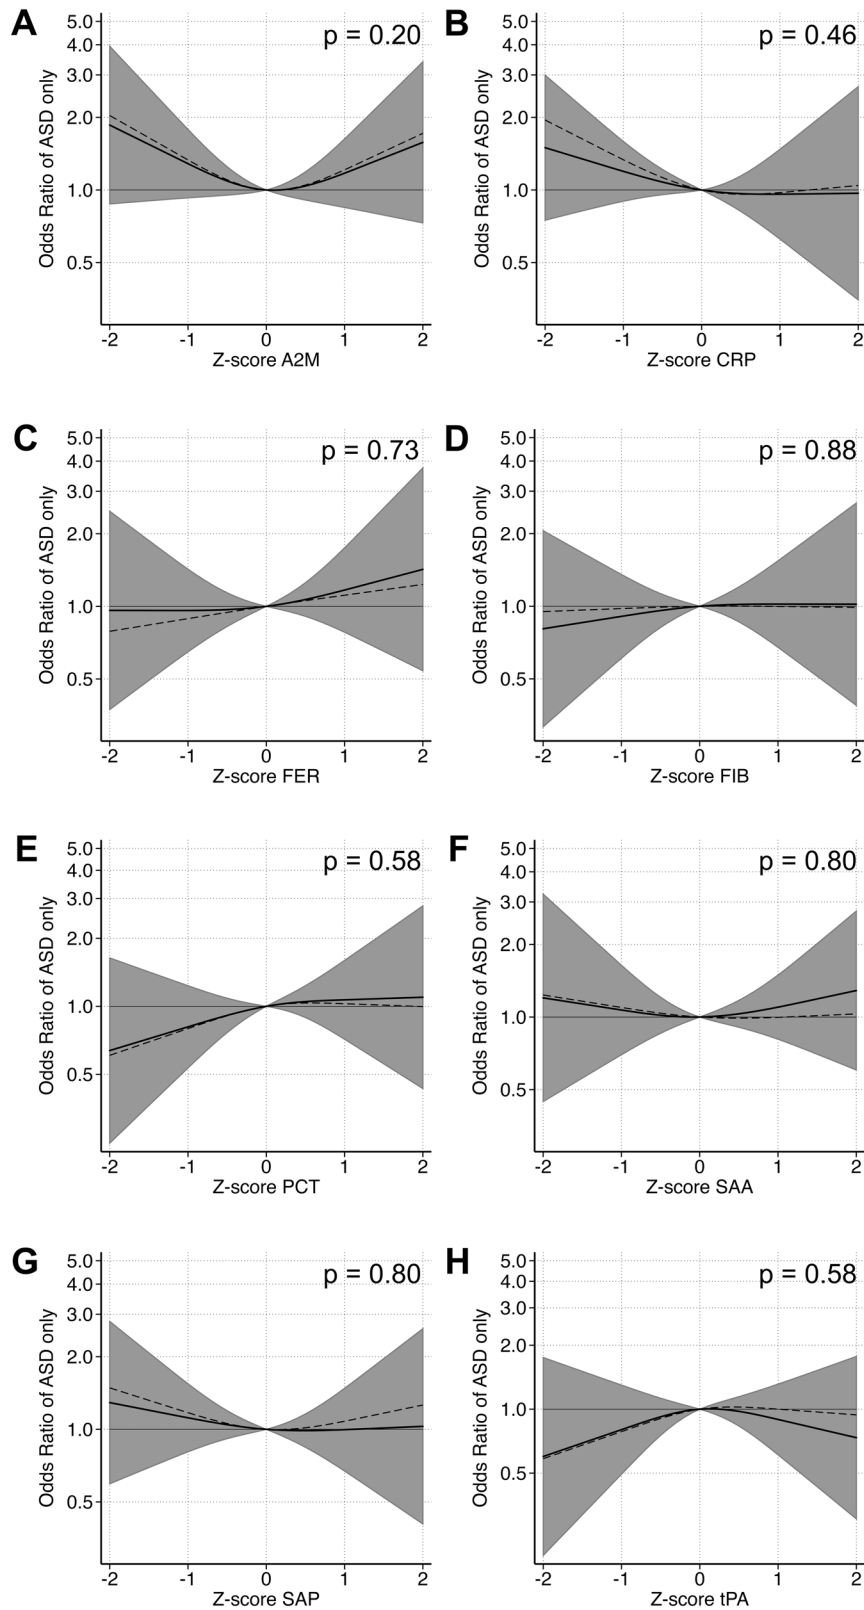 A
p = 0.20
Odds Ratio of ASD only
5.0
4.0
3.0
2.0
1.0
0.5
-2 -1 0 1 2
Z-score A2M
B
p = 0.46
Odds Ratio of ASD only
5.0
4.0
3.0
2.0
1.0
0.5
-2 -1 0 1 2
Z-score CRP
C
p = 0.73
Odds Ratio of ASD only
5.0
4.0
3.0
2.0
1.0
0.5
-2 -1 0 1 2
Z-score FER
D
p = 0.88
Odds Ratio of ASD only
5.0
4.0
3.0
2.0
1.0
0.5
-2 -1 0 1 2
Z-score FIB
E
p = 0.58
Odds Ratio of ASD only
5.0
4.0
3.0
2.0
1.0
0.5
-2 -1 0 1 2
Z-score PCT
F
p = 0.80
Odds Ratio of ASD only
5.0
4.0
3.0
2.0
1.0
0.5
-2 -1 0 1 2
Z-score SAA
G
p = 0.80
Odds Ratio of ASD only
5.0
4.0
3.0
2.0
1.0
0.5
-2 -1 0 1 2
Z-score SAP
H
p = 0.58
Odds Ratio of ASD only
5.0
4.0
3.0
2.0
1.0
0.5
-2 -1 0 1 2
Z-score tPA